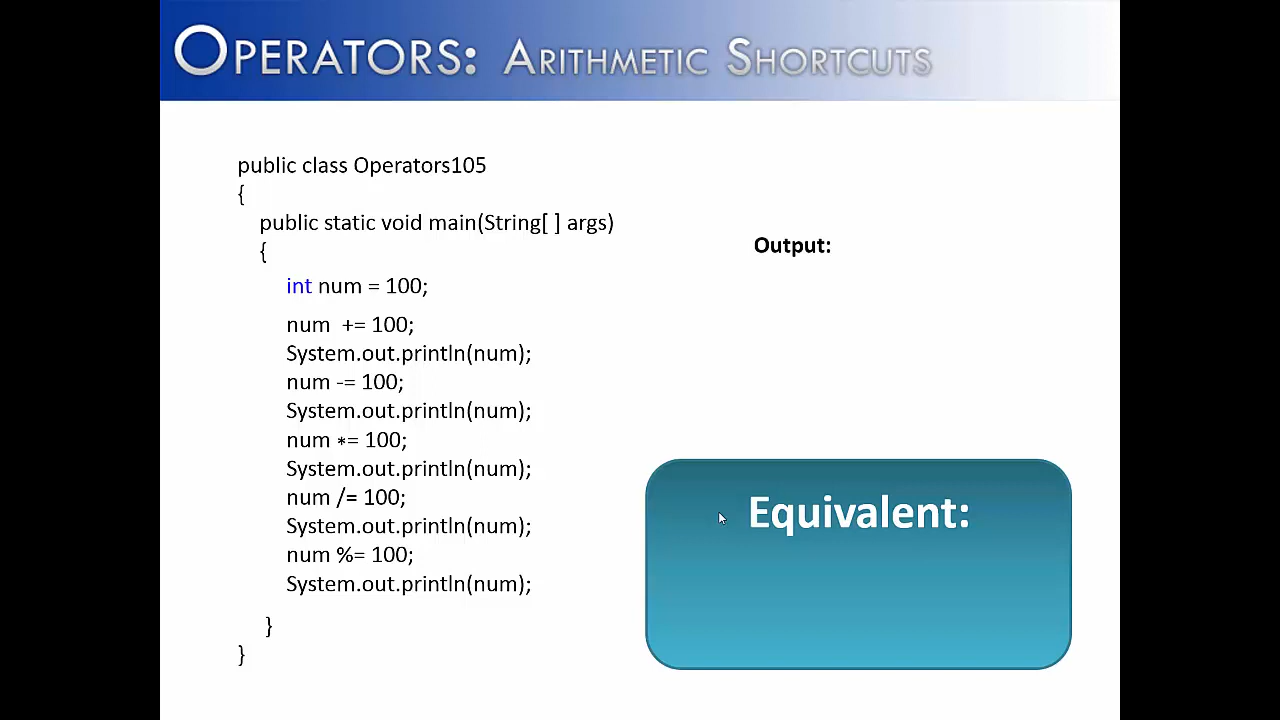 OPERATORS: ARITHMETIC SHORTCUTS
public class Operators105
{
public static void main(String[ ] args)
{
Output:
int num = 100;
num += 100;
System.out.println(num);
num -= 100;
System.out.println(num);
num *= 100;
System.out.println(num);
num /= 100;
System.out.println(num);
num %= 100;
System.out.println(num);
}
}
Equivalent: